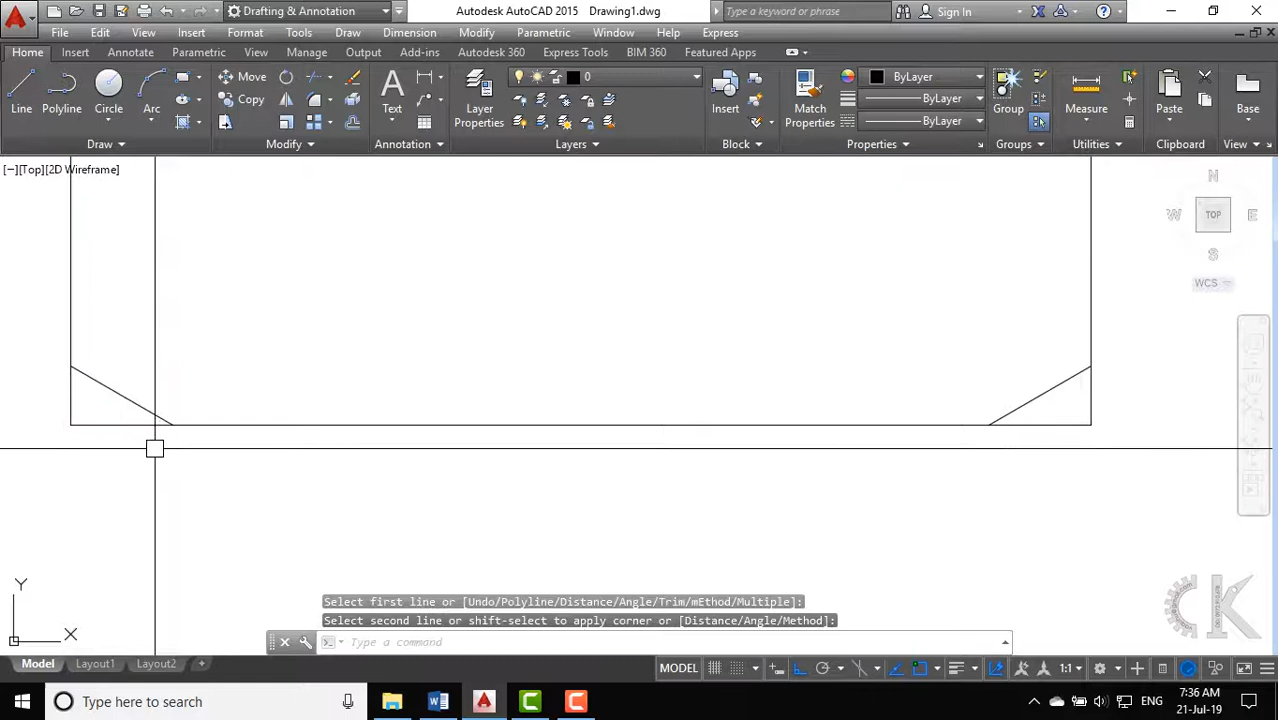 Drafting & Annotation
Autodesk AutoCAD 2015 Drawing1.dwg
Type a keyword or phrase
Sign In
File Edit View Insert Format Tools Draw Dimension Modify Parametric Window Help Express
Home Insert Annotate Parametric View Manage Output Add-ins Autodesk 360 Express Tools BIM 360 Featured Apps
Line Polyline Circle Arc
Move
Copy
Text
Layer Properties
0
Insert
Match Properties
ByLayer
ByLayer
ByLayer
Group
Measure
Paste
Base
Draw Modify Annotation Layers Block Properties Groups Utilities Clipboard View
[−][Top][2D Wireframe]
N
W TOP E
S
WCS
Y
X
Select first line or [Undo/Polyline/Distance/Angle/Trim/mEthod/Multiple]:
Select second line or shift-select to apply corner or [Distance/Angle/Method]:
Type a command
Model Layout1 Layout2 +
MODEL
1:1
Type here to search
ENG
7:36 AM
21-Jul-19